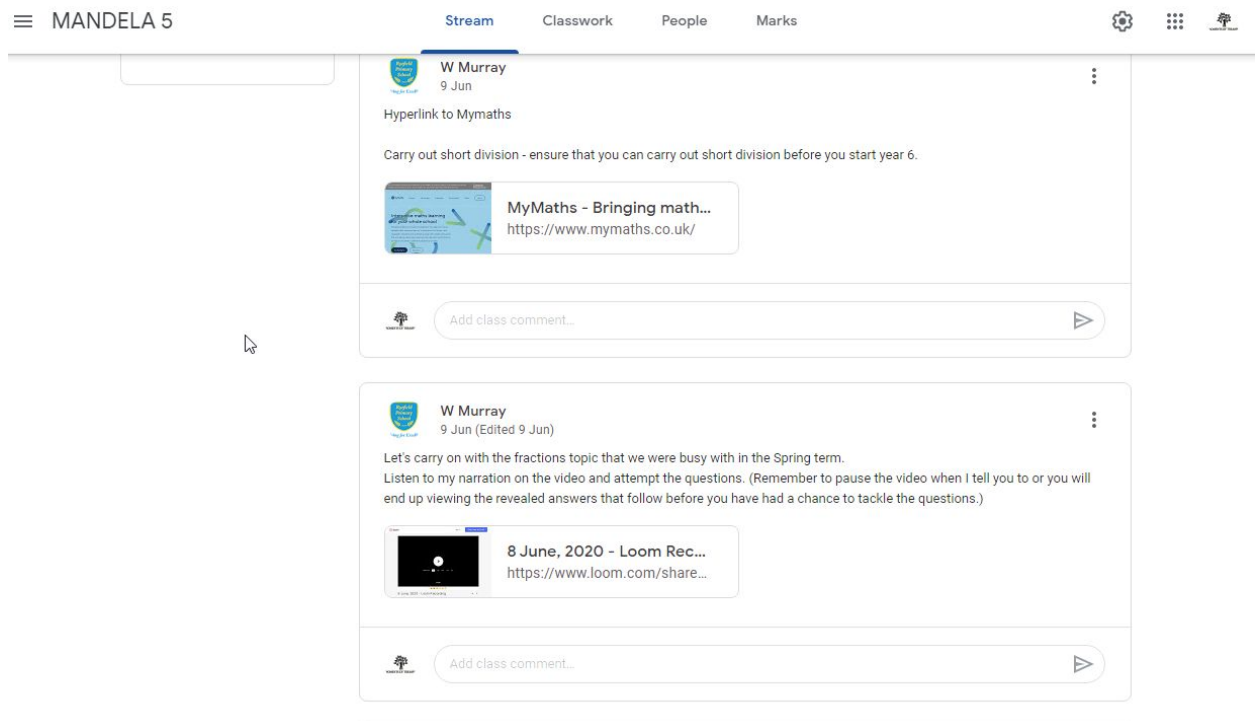 MANDELA 5
Stream
Classwork
People
Marks
W Murray
9 Jun
Hyperlink to Mymaths
Carry out short division - ensure that you can carry out short division before you start year 6.
MyMaths - Bringing math...
https://www.mymaths.co.uk/
Add class comment...
W Murray
9 Jun (Edited 9 Jun)
Let's carry on with the fractions topic that we were busy with in the Spring term.
Listen to my narration on the video and attempt the questions. (Remember to pause the video when I tell you to or you will
end up viewing the revealed answers that follow before you have had a chance to tackle the questions.)
8 June, 2020 - Loom Rec...
https://www.loom.com/share...
Add class comment...